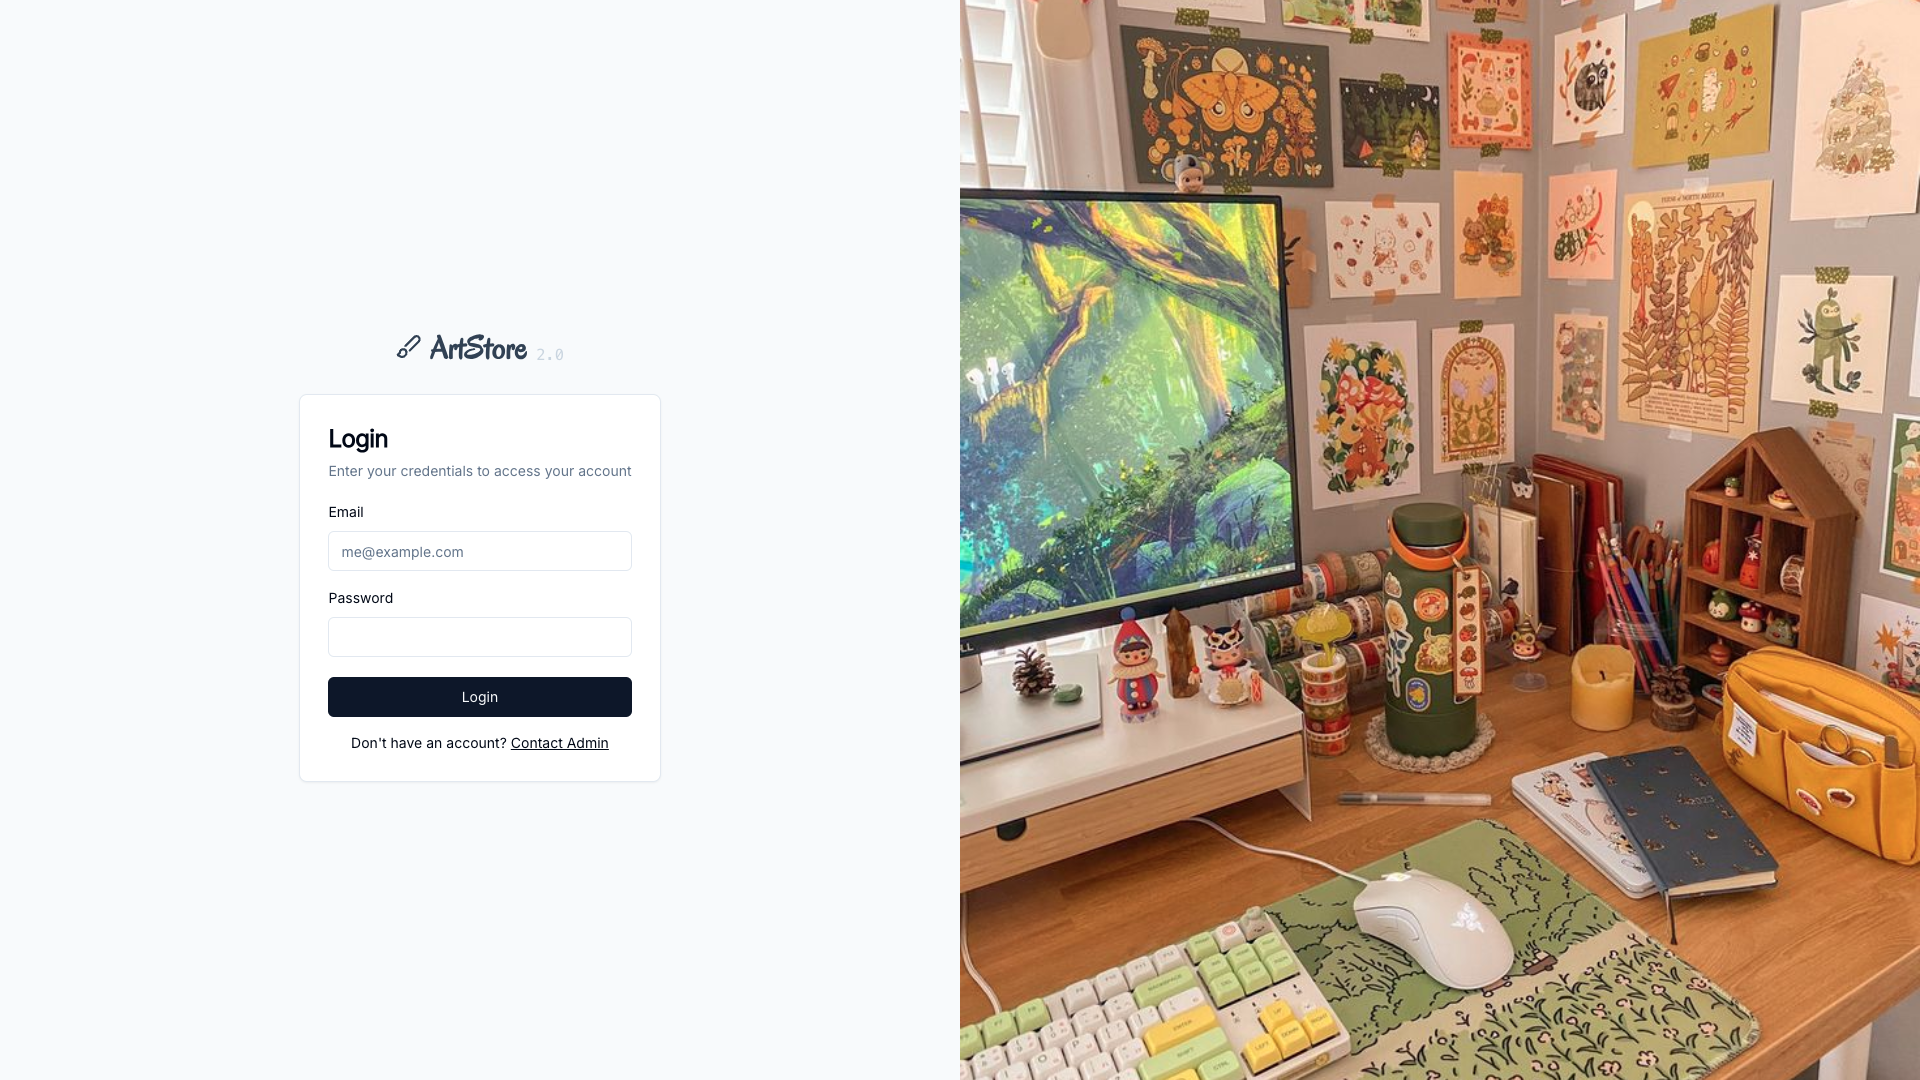 ArtStore 2.0
Login
Enter your credentials to access your account
Email
me@example.com
Password
Login
Don't have an account? Contact Admin